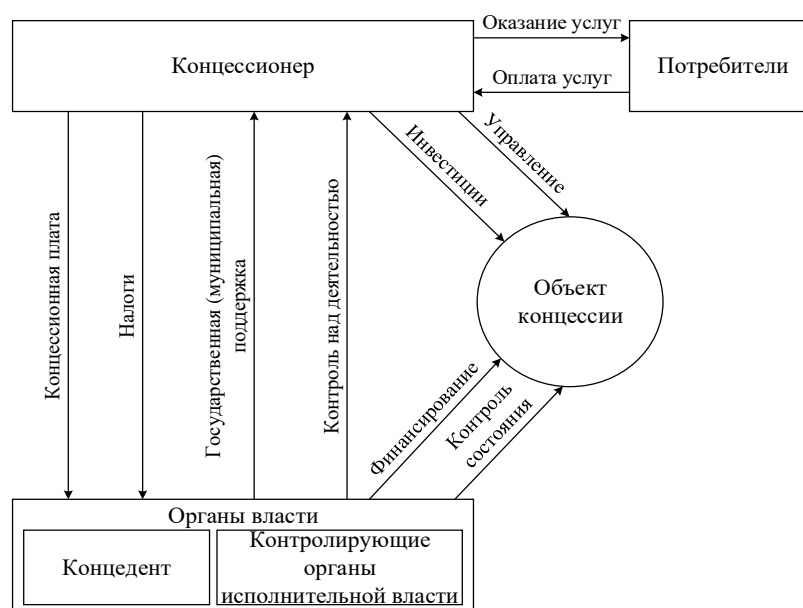 Оказание услуг
Концессионер
Потребители
Оплата услуг
Управление
Инвестиции
Концессионная плата
Налоги
Государственная (муниципальная)
поддержка
Контроль над деятельностью
Объект
концессии
Финансирование
Контроль
состояния
Органы власти
Концедент
Контролирующие
органы
исполнительной власти